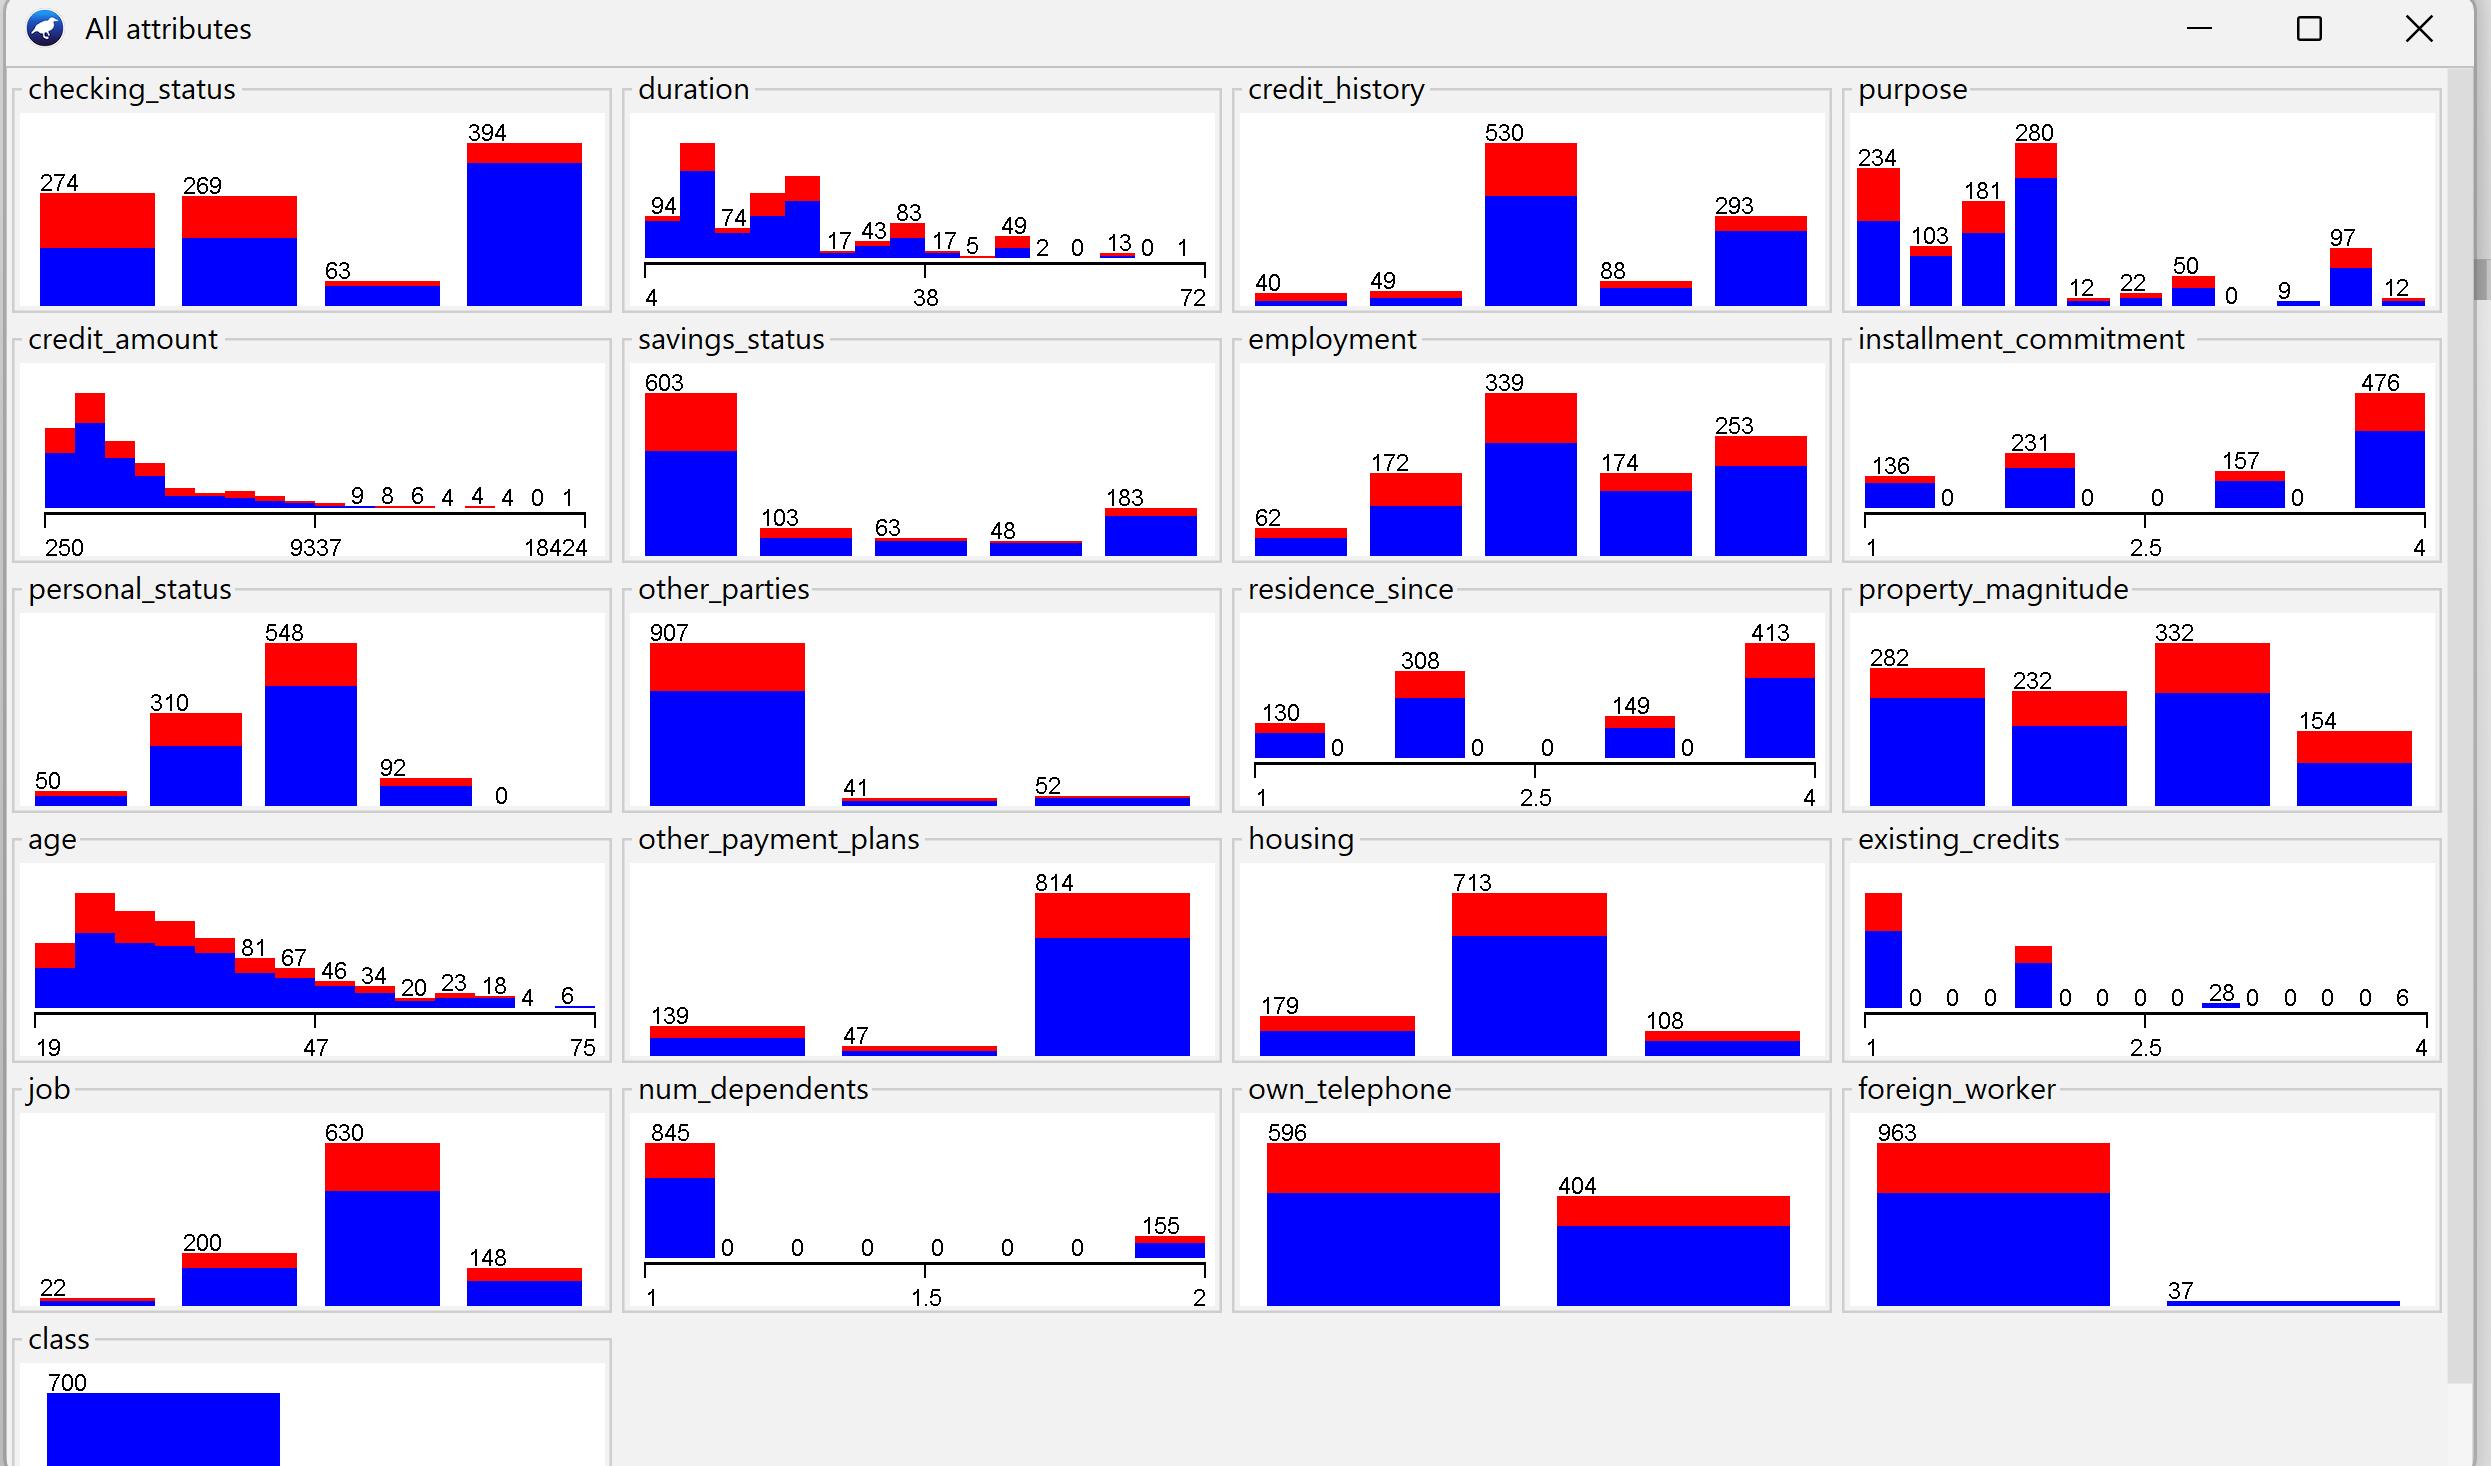 All attributes
checking_status
274 269 63 394
duration
94 74 17 43 83 17 5 49 2 0 13 0 1
4 38 72
credit_history
40 49 530 88 293
purpose
234 103 181 280 12 22 50 0 9 97 12
credit_amount
9 8 6 4 4 4 0 1
250 9337 18424
savings_status
603 103 63 48 183
employment
62 172 339 174 253
installment_commitment
136 0 231 0 0 157 0 476
1 2.5 4
personal_status
50 310 548 92 0
other_parties
907 41 52
residence_since
130 0 308 0 0 149 0 413
1 2.5 4
property_magnitude
282 232 332 154
age
81 67 46 34 20 23 18 4 6
19 47 75
other_payment_plans
139 47 814
housing
179 713 108
existing_credits
0 0 0 0 0 0 0 28 0 0 0 0 6
1 2.5 4
job
22 200 630 148
num_dependents
845 0 0 0 0 0 0 155
1 1.5 2
own_telephone
596 404
foreign_worker
963 37
class
700